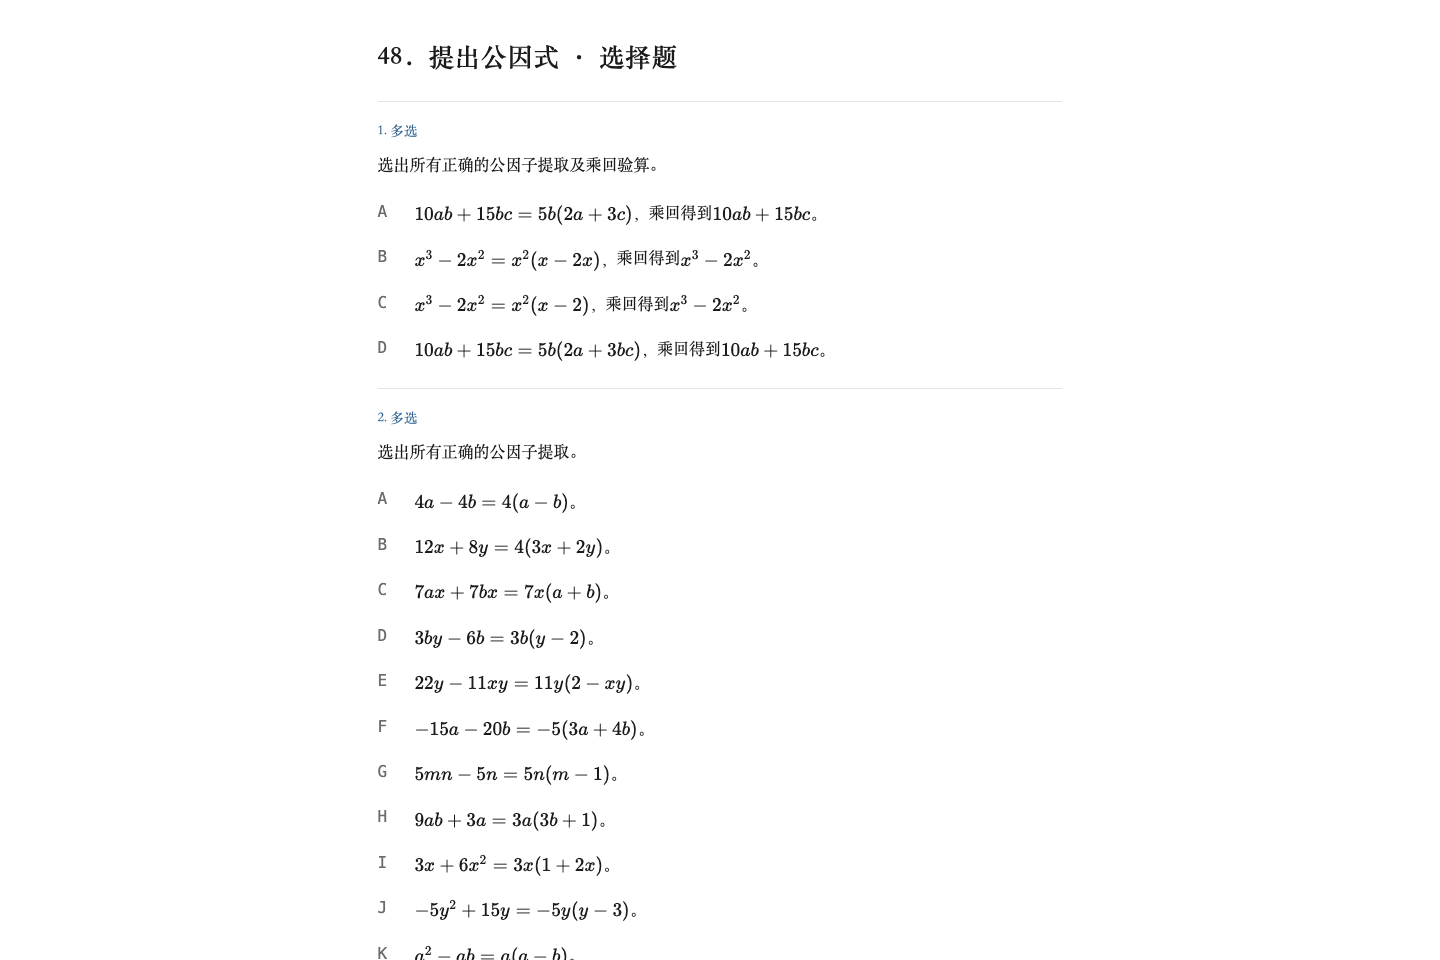 48. 提出公因式 · 选择题
1. 多选
选出所有正确的公因子提取及乘回验算。
A 10ab + 15bc = 5b(2a + 3c)，乘回得到10ab + 15bc。
B x³ − 2x² = x²(x − 2x)，乘回得到x³ − 2x²。
C x³ − 2x² = x²(x − 2)，乘回得到x³ − 2x²。
D 10ab + 15bc = 5b(2a + 3bc)，乘回得到10ab + 15bc。
2. 多选
选出所有正确的公因子提取。
A 4a − 4b = 4(a − b)。
B 12x + 8y = 4(3x + 2y)。
C 7ax + 7bx = 7x(a + b)。
D 3by − 6b = 3b(y − 2)。
E 22y − 11xy = 11y(2 − xy)。
F −15a − 20b = −5(3a + 4b)。
G 5mn − 5n = 5n(m − 1)。
H 9ab + 3a = 3a(3b + 1)。
I 3x + 6x² = 3x(1 + 2x)。
J −5y² + 15y = −5y(y − 3)。
K a² − ab = a(a − b)。